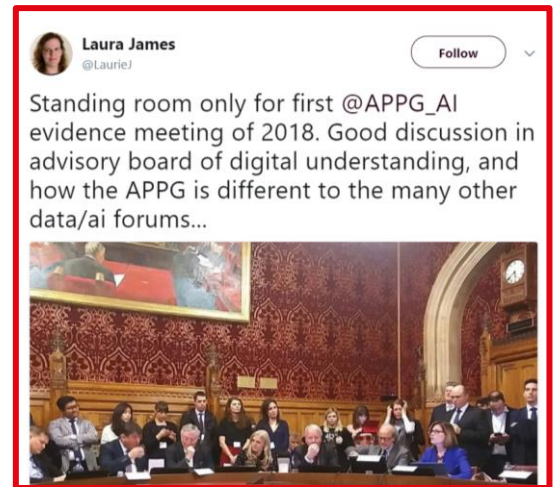 Laura James
@LaurieJ
Follow
Standing room only for first @APPG_AI
evidence meeting of 2018. Good discussion in
advisory board of digital understanding, and
how the APPG is different to the many other
data/ai forums...